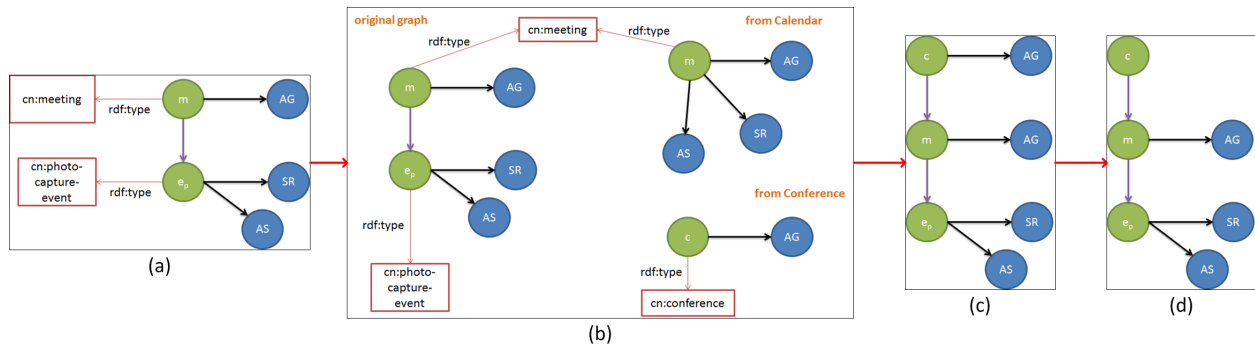 cn:meeting
rdf:type
m
AG
cn:photo-
capture-
event
rdf:type
e_p
SR
AS
(a)
original graph
from Calendar
rdf:type
cn:meeting
rdf:type
m
AG
m
AG
SR
AS
e_p
SR
AS
rdf:type
cn:photo-
capture-
event
from Conference
c
AG
rdf:type
cn:conference
(b)
c
AG
m
AG
e_p
SR
AS
(c)
c
m
AG
e_p
SR
AS
(d)